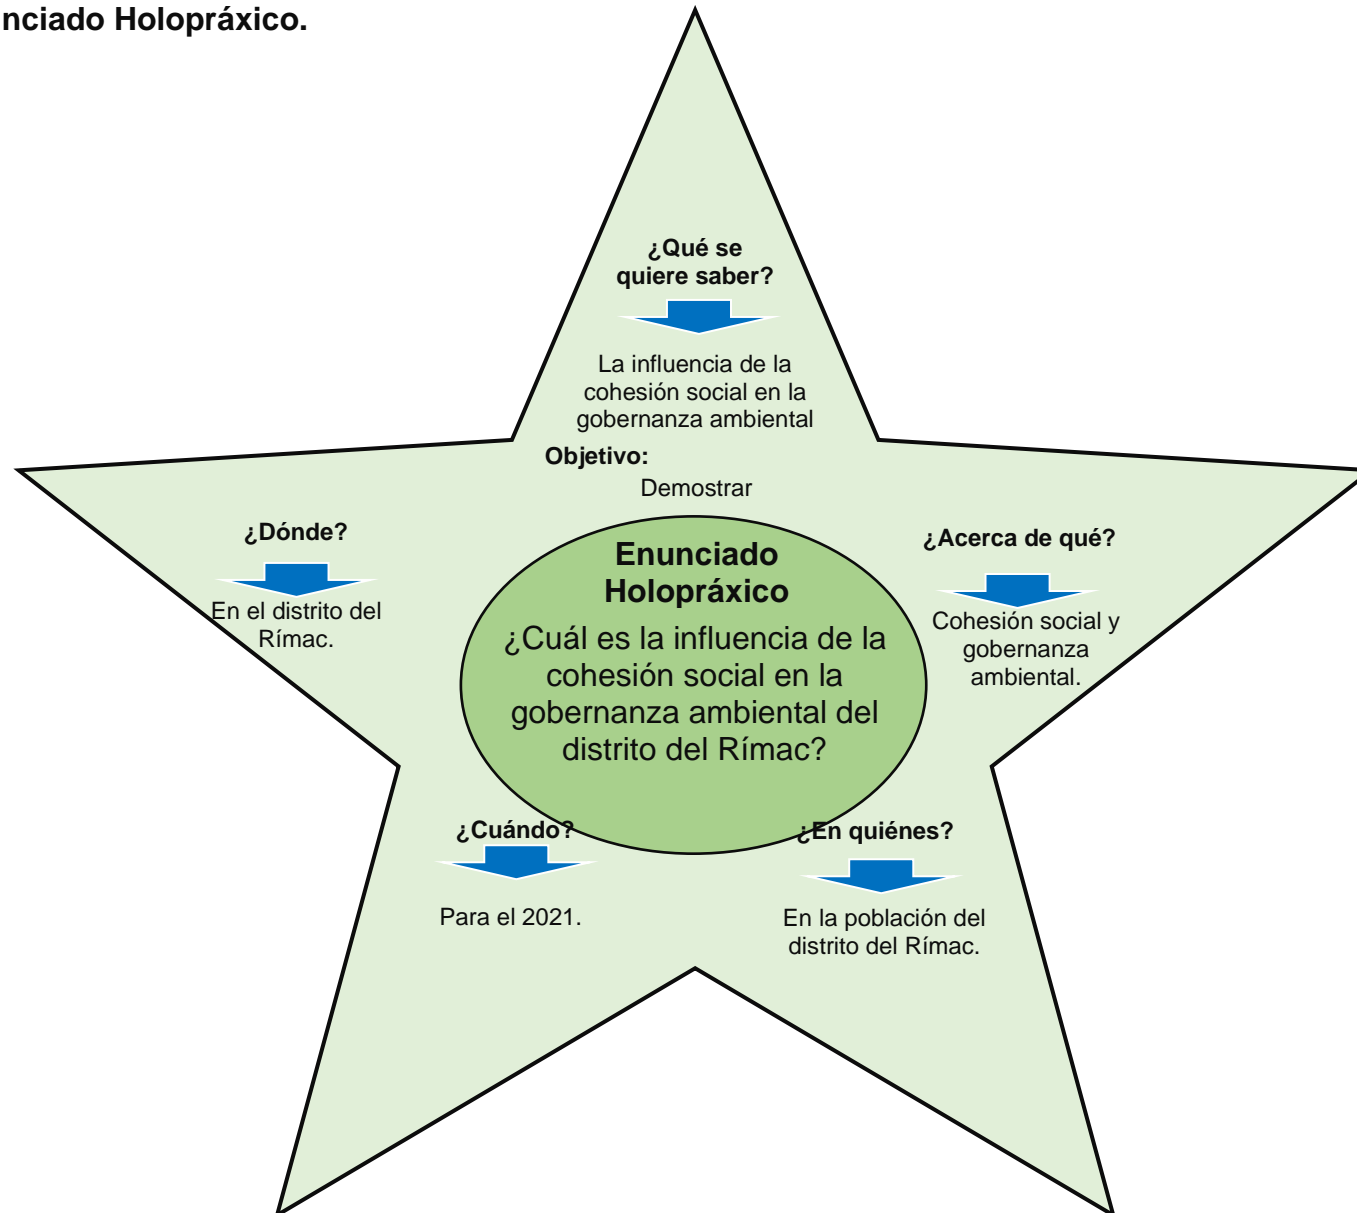 nciado Holopráxico.
¿Qué se
quiere saber?
La influencia de la
cohesión social en la
gobernanza ambiental
Objetivo:
Demostrar
¿Dónde?
En el distrito del
Rímac.
Enunciado
Holopráxico
¿Cuál es la influencia de la
cohesión social en la
gobernanza ambiental del
distrito del Rímac?
¿Acerca de qué?
Cohesión social y
gobernanza
ambiental.
¿Cuándo?
Para el 2021.
¿En quiénes?
En la población del
distrito del Rímac.